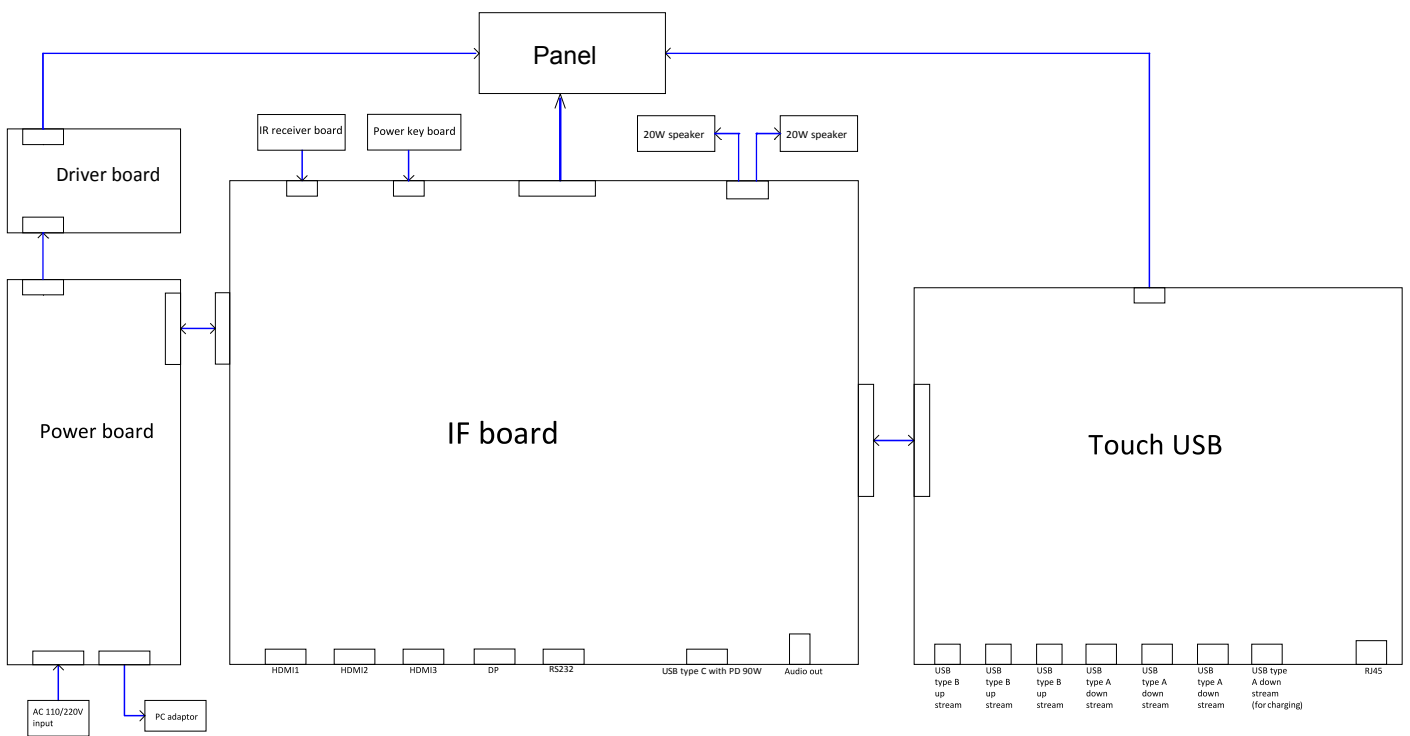 Panel
IR receiver board
Power key board
20W speaker
20W speaker
Driver board
Power board
IF board
Touch USB
HDMI1
HDMI2
HDMI3
DP
RS232
USB type C with PD 90W
Audio out
USB
type B
up
stream
USB
type B
up
stream
USB
type B
up
stream
USB
type A
down
stream
USB
type A
down
stream
USB
type A
down
stream
USB type
A down
stream
(for charging)
RJ45
AC 110/220V
input
PC adaptor